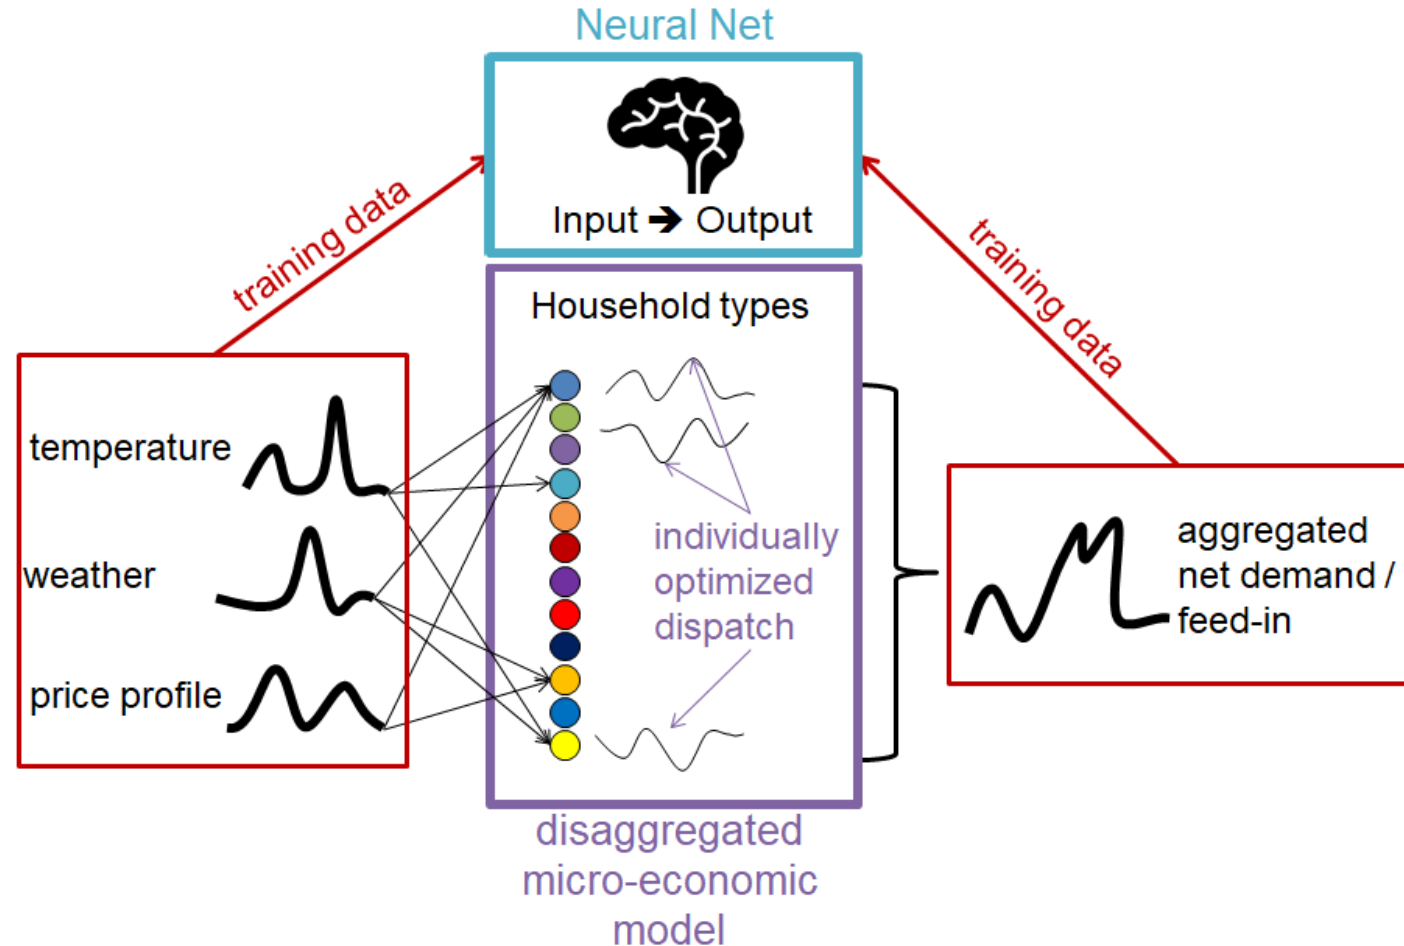 Neural Net
Input ➔ Output
training data
training data
Household types
temperature
weather
price profile
individually
optimized
dispatch
aggregated
net demand /
feed-in
disaggregated
micro-economic
model